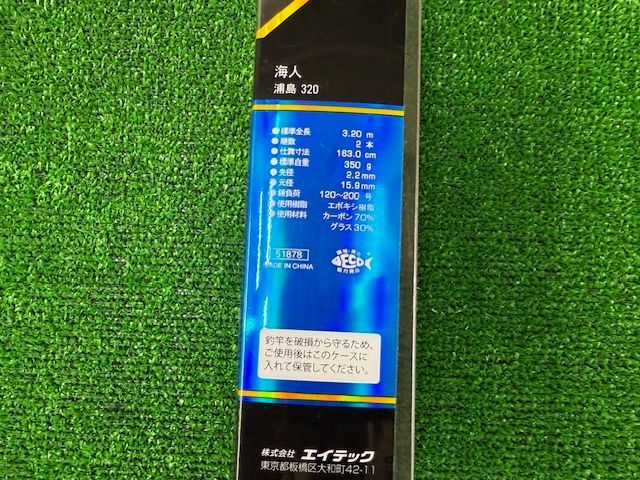 海人
浦島 320
●標準全長 3.20 m
●継数 2 本
●仕舞寸法 163.0 cm
●標準自重 350 g
●先径 2.2mm
●元径 15.9mm
●錘負荷 120〜200 号
●使用樹脂 エポキシ樹脂
●使用材料 カーボン70%
グラス30%
51878
MADE IN CHINA
ECO
釣竿を破損から守るため、
ご使用後はこのケースに
入れて保管してください。
株式会社 エイテック
東京都板橋区大和町42-11